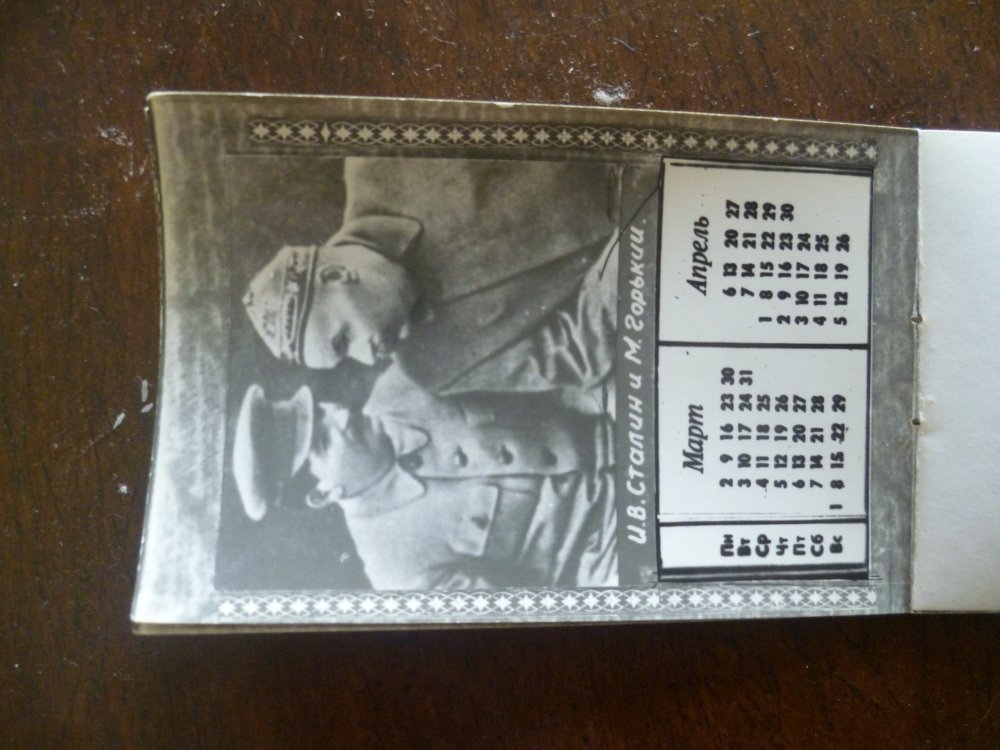 И.В. Сталин и М. Горький
Март Апрель
Пн 2 9 16 23 30 6 13 20 27
Вт 3 10 17 24 31 7 14 21 28
Ср 4 11 18 25 1 8 15 22 29
Чт 5 12 19 26 2 9 16 23 30
Пт 6 13 20 27 3 10 17 24
Сб 7 14 21 28 4 11 18 25
Вс 1 8 15 22 29 5 12 19 26